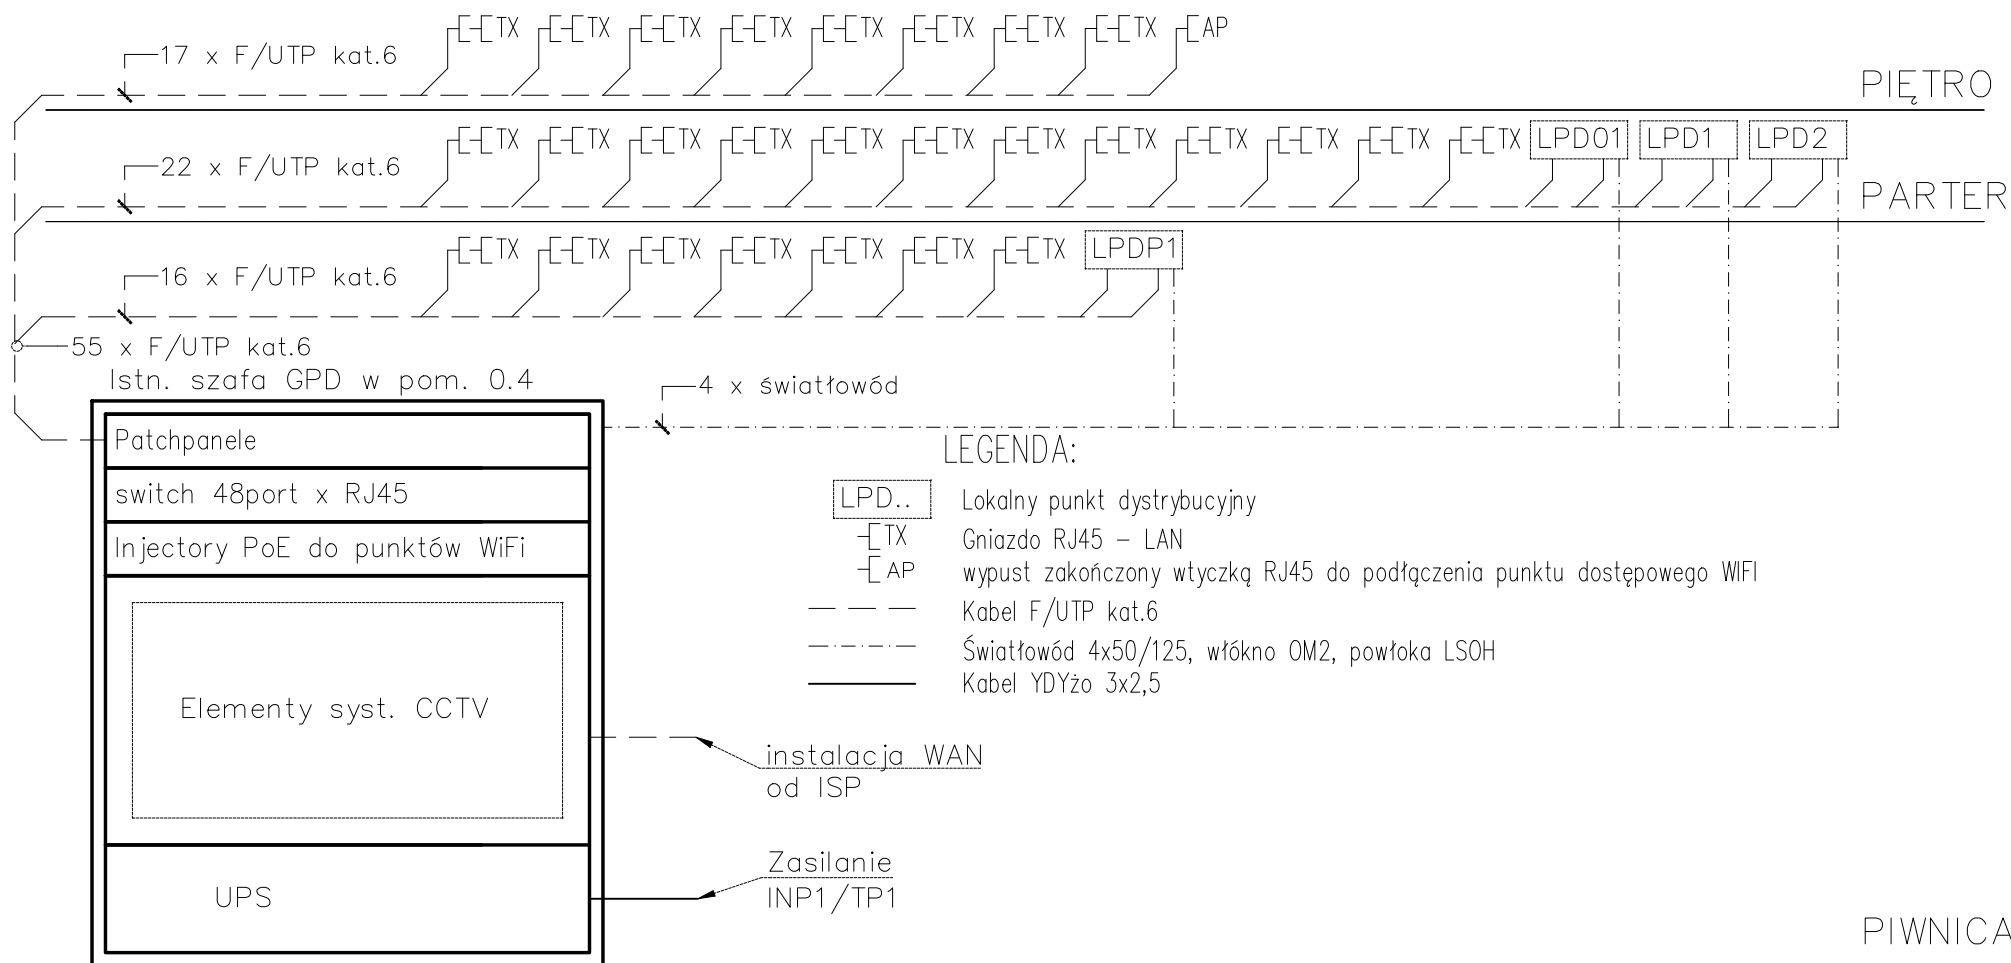 TX TX TX TX TX TX TX TX AP
17 x F/UTP kat.6
PIĘTRO
TX TX TX TX TX TX TX TX TX TX TX TX LPD01 LPD1 LPD2
22 x F/UTP kat.6
PARTER
TX TX TX TX TX TX TX LPDP1
16 x F/UTP kat.6
55 x F/UTP kat.6
Istn. szafa GPD w pom. 0.4
4 x światłowód
Patchpanele
switch 48port x RJ45
Injectory PoE do punktów WiFi
Elementy syst. CCTV
UPS
LEGENDA:
LPD.. Lokalny punkt dystrybucyjny
TX Gniazdo RJ45 – LAN
AP wypust zakończony wtyczką RJ45 do podłączenia punktu dostępowego WIFI
Kabel F/UTP kat.6
Światłowód 4x50/125, włókno OM2, powłoka LSOH
Kabel YDYżo 3x2,5
instalacja WAN
od ISP
Zasilanie
INP1/TP1
PIWNICA